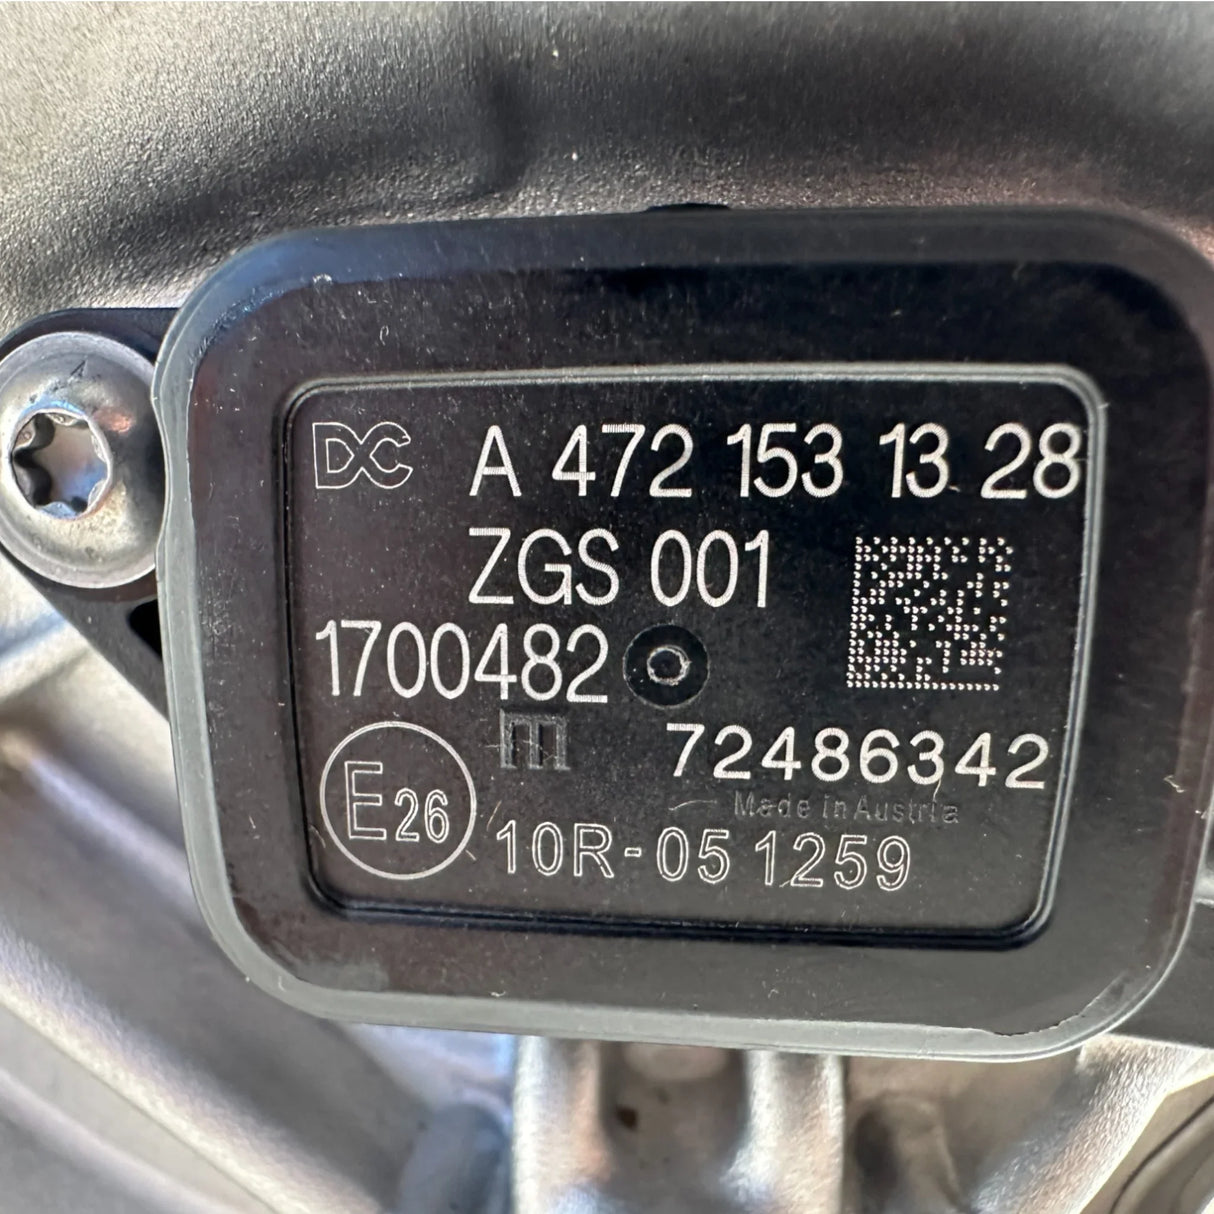 DC A 472 153 13 28
ZGS 001
1700482
m 72486342
Made in Austria
E26 10R-05 1259